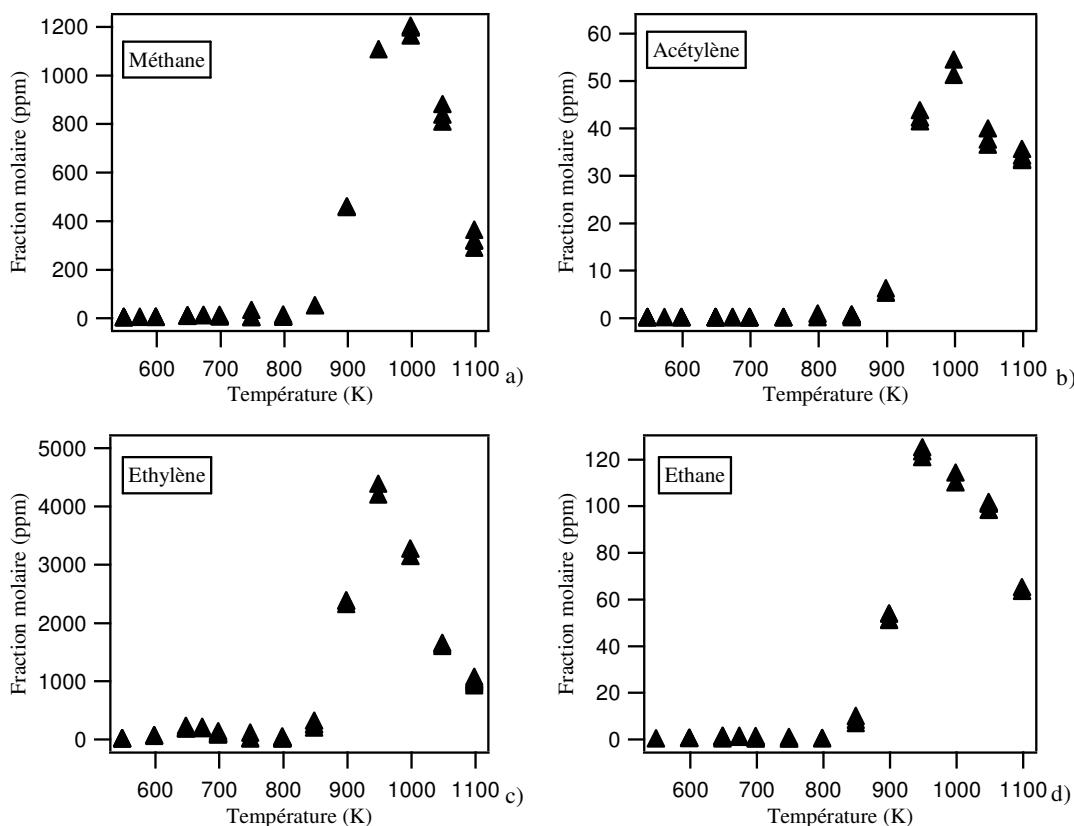 Méthane
Fraction molaire (ppm)
1200
1000
800
600
400
200
0
600 700 800 900 1000 1100
Température (K)
a)
Acétylène
Fraction molaire (ppm)
60
50
40
30
20
10
0
600 700 800 900 1000 1100
Température (K)
b)
Ethylène
Fraction molaire (ppm)
5000
4000
3000
2000
1000
0
600 700 800 900 1000 1100
Température (K)
c)
Ethane
Fraction molaire (ppm)
120
100
80
60
40
20
0
600 700 800 900 1000 1100
Température (K)
d)